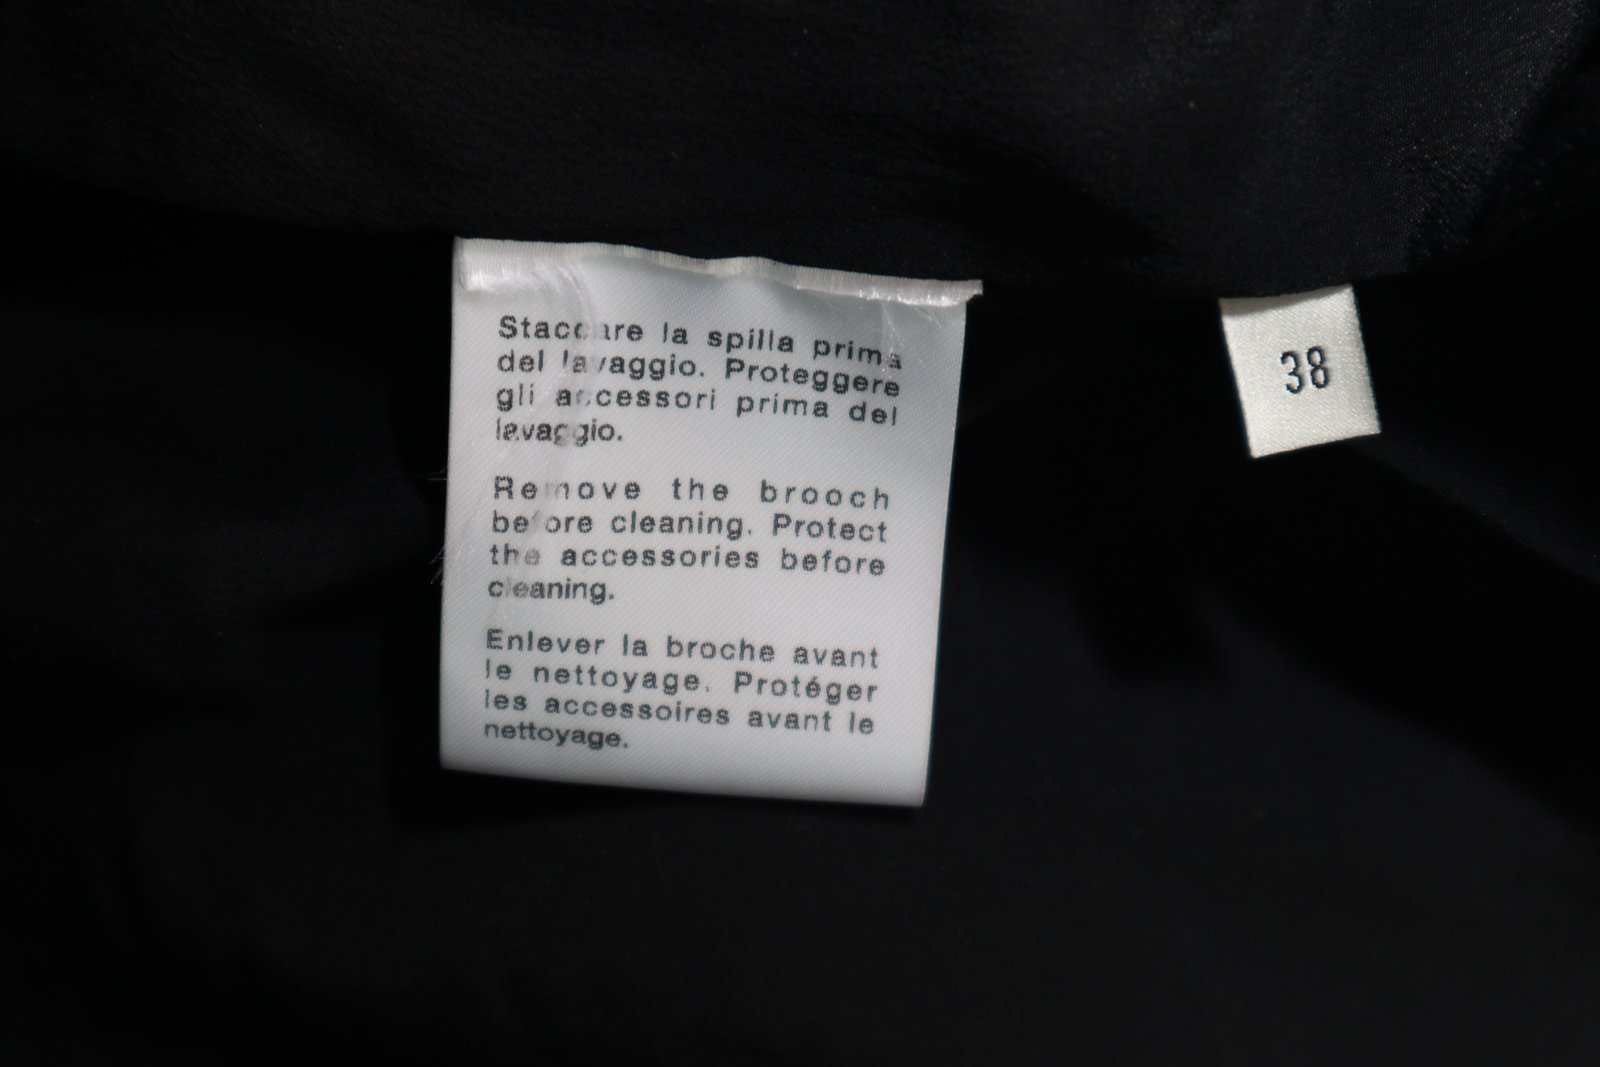 Staccare la spilla prima
del lavaggio. Proteggere
gli accessori prima del
lavaggio.
Remove the brooch
before cleaning. Protect
the accessories before
cleaning.
Enlever la broche avant
le nettoyage. Protéger
les accessoires avant le
nettoyage.
38